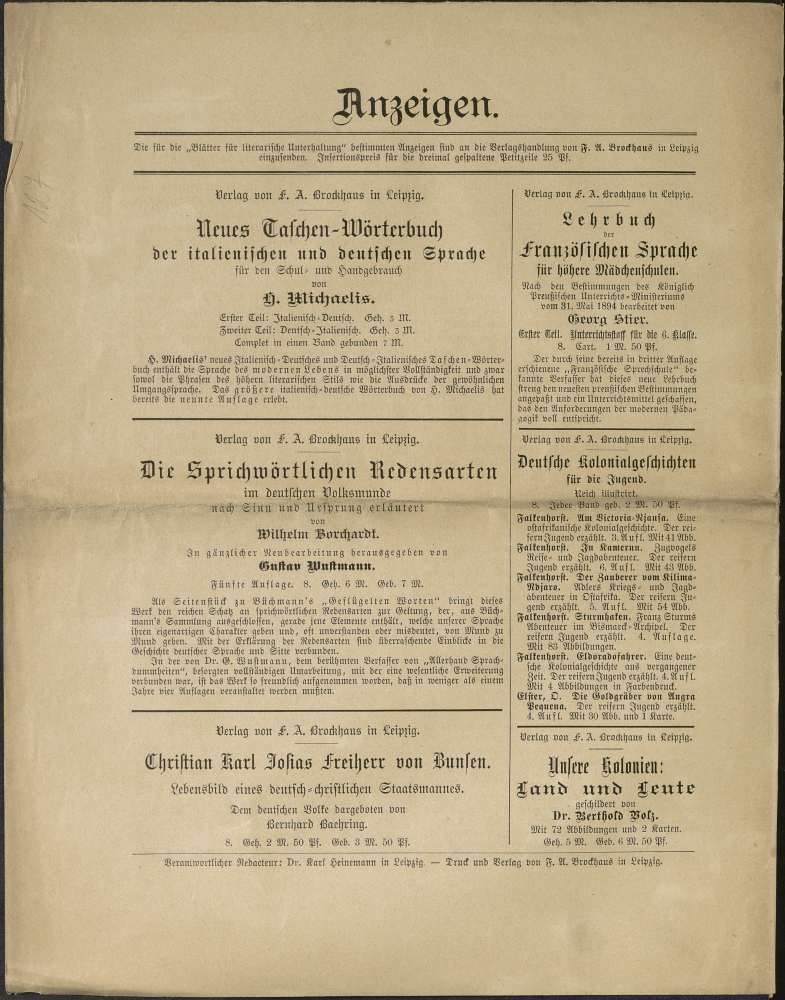 Anzeigen.
Die für die „Blätter für literarische Unterhaltung“ bestimmten Anzeigen sind an die Verlagshandlung von F. A. Brockhaus in Leipzig
einzusenden. Insertionspreis für die dreimal gespaltene Petitzeile 25 Pf.
Verlag von F. A. Brockhaus in Leipzig.
Neues Taschen-Wörterbuch
der italienischen und deutschen Sprache
für den Schul- und Handgebrauch
von
H. Michaelis.
Erster Teil: Italienisch-Deutsch. Geh. 3 M.
Zweiter Teil: Deutsch-Italienisch. Geh. 3 M.
Complet in einen Band gebunden 7 M.
H. Michaelis' neues Italienisch-Deutsches und Deutsch-Italienisches Taschen-Wörter-
buch enthält die Sprache des modernen Lebens in möglichster Vollständigkeit und zwar
sowol die Phrasen des höhern literarischen Stils wie die Ausdrücke der gewöhnlichen
Umgangssprache. Das größere italienisch-deutsche Wörterbuch von H. Michaelis hat
bereits die neunte Auflage erlebt.
Verlag von F. A. Brockhaus in Leipzig.
Die Sprichwörtlichen Redensarten
im deutschen Volksmunde
nach Sinn und Ursprung erläutert
von
Wilhelm Borchardt.
In gänzlicher Neubearbeitung herausgegeben von
Gustav Wustmann.
Fünfte Auflage. 8. Geh. 6 M. Geb. 7 M.
Als Seitenstück zu Büchmann's „Geflügelten Worten“ bringt dieses
Werk den reichen Schatz an sprichwörtlichen Redensarten zur Geltung, der, aus Büch-
mann's Sammlung ausgeschlossen, gerade jene Elemente enthält, welche unserer Sprache
ihren eigenartigen Charakter geben und, oft unverstanden oder misdeutet, von Mund zu
Mund gehen. Mit der Erklärung der Redensarten sind überraschende Einblicke in die
Geschichte deutscher Sprache und Sitte verbunden.
In der von Dr. G. Wustmann, dem berühmten Verfasser von „Allerhand Sprach-
dummheiten“, besorgten vollständigen Umarbeitung, mit der eine wesentliche Erweiterung
verbunden war, ist das Werk so freundlich aufgenommen worden, daß in weniger als einem
Jahre vier Auflagen veranstaltet werden mußten.
Verlag von F. A. Brockhaus in Leipzig.
Christian Karl Josias Freiherr von Bunsen.
Lebensbild eines deutsch-christlichen Staatsmannes.
Dem deutschen Volke dargeboten von
Bernhard Baehring.
8. Geh. 2 M. 50 Pf. Geb. 3 M. 50 Pf.
Verlag von F. A. Brockhaus in Leipzig.
Lehrbuch
der
Französischen Sprache
für höhere Mädchenschulen.
Nach den Bestimmungen des Königlich
Preußischen Unterrichts-Ministeriums
vom 31. Mai 1894 bearbeitet von
Georg Stier.
Erster Teil. Unterrichtsstoff für die 6. Klasse.
8. Cart. 1 M. 50 Pf.
Der durch seine bereits in dritter Auflage
erschienene „Französische Sprechschule“ be-
kannte Verfasser hat dieses neue Lehrbuch
streng den neuesten preußischen Bestimmungen
angepaßt und ein Unterrichtsmittel geschaffen,
das den Anforderungen der modernen Päda-
gogik voll entspricht.
Verlag von F. A. Brockhaus in Leipzig.
Deutsche Kolonialgeschichten
für die Jugend.
Reich illustrirt.
8. Jeder Band geb. 2 M. 50 Pf.
Falkenhorst. Am Victoria-Njansa. Eine
ostafrikanische Kolonialgeschichte. Der rei-
fern Jugend erzählt. 3. Aufl. Mit 41 Abb.
Falkenhorst. In Kamerun. Zugvogels
Reise- und Jagdabenteuer. Der reifern
Jugend erzählt. 6. Aufl. Mit 43 Abb.
Falkenhorst. Der Zauberer vom Kilima-
Ndjaro. Adlers Kriegs- und Jagd-
abenteuer in Ostafrika. Der reifern Ju-
gend erzählt. 5. Aufl. Mit 54 Abb.
Falkenhorst. Sturmhaken. Franz Sturms
Abenteuer im Bismarck-Archipel. Der
reifern Jugend erzählt. 4. Auflage.
Mit 83 Abbildungen.
Falkenhorst. Eldoradofahrer. Eine deut-
sche Kolonialgeschichte aus vergangener
Zeit. Der reifern Jugend erzählt. 4. Aufl.
Mit 4 Abbildungen in Farbendruck.
Elster, O. Die Goldgräber von Angra
Pequena. Der reifern Jugend erzählt.
4. Aufl. Mit 30 Abb. und 1 Karte.
Verlag von F. A. Brockhaus in Leipzig.
Unsere Kolonien:
Land und Leute
geschildert von
Dr. Berthold Volz.
Mit 72 Abbildungen und 2 Karten.
Geh. 5 M. Geb. 6 M. 50 Pf.
Verantwortlicher Redacteur: Dr. Karl Heinemann in Leipzig. — Druck und Verlag von F. A. Brockhaus in Leipzig.